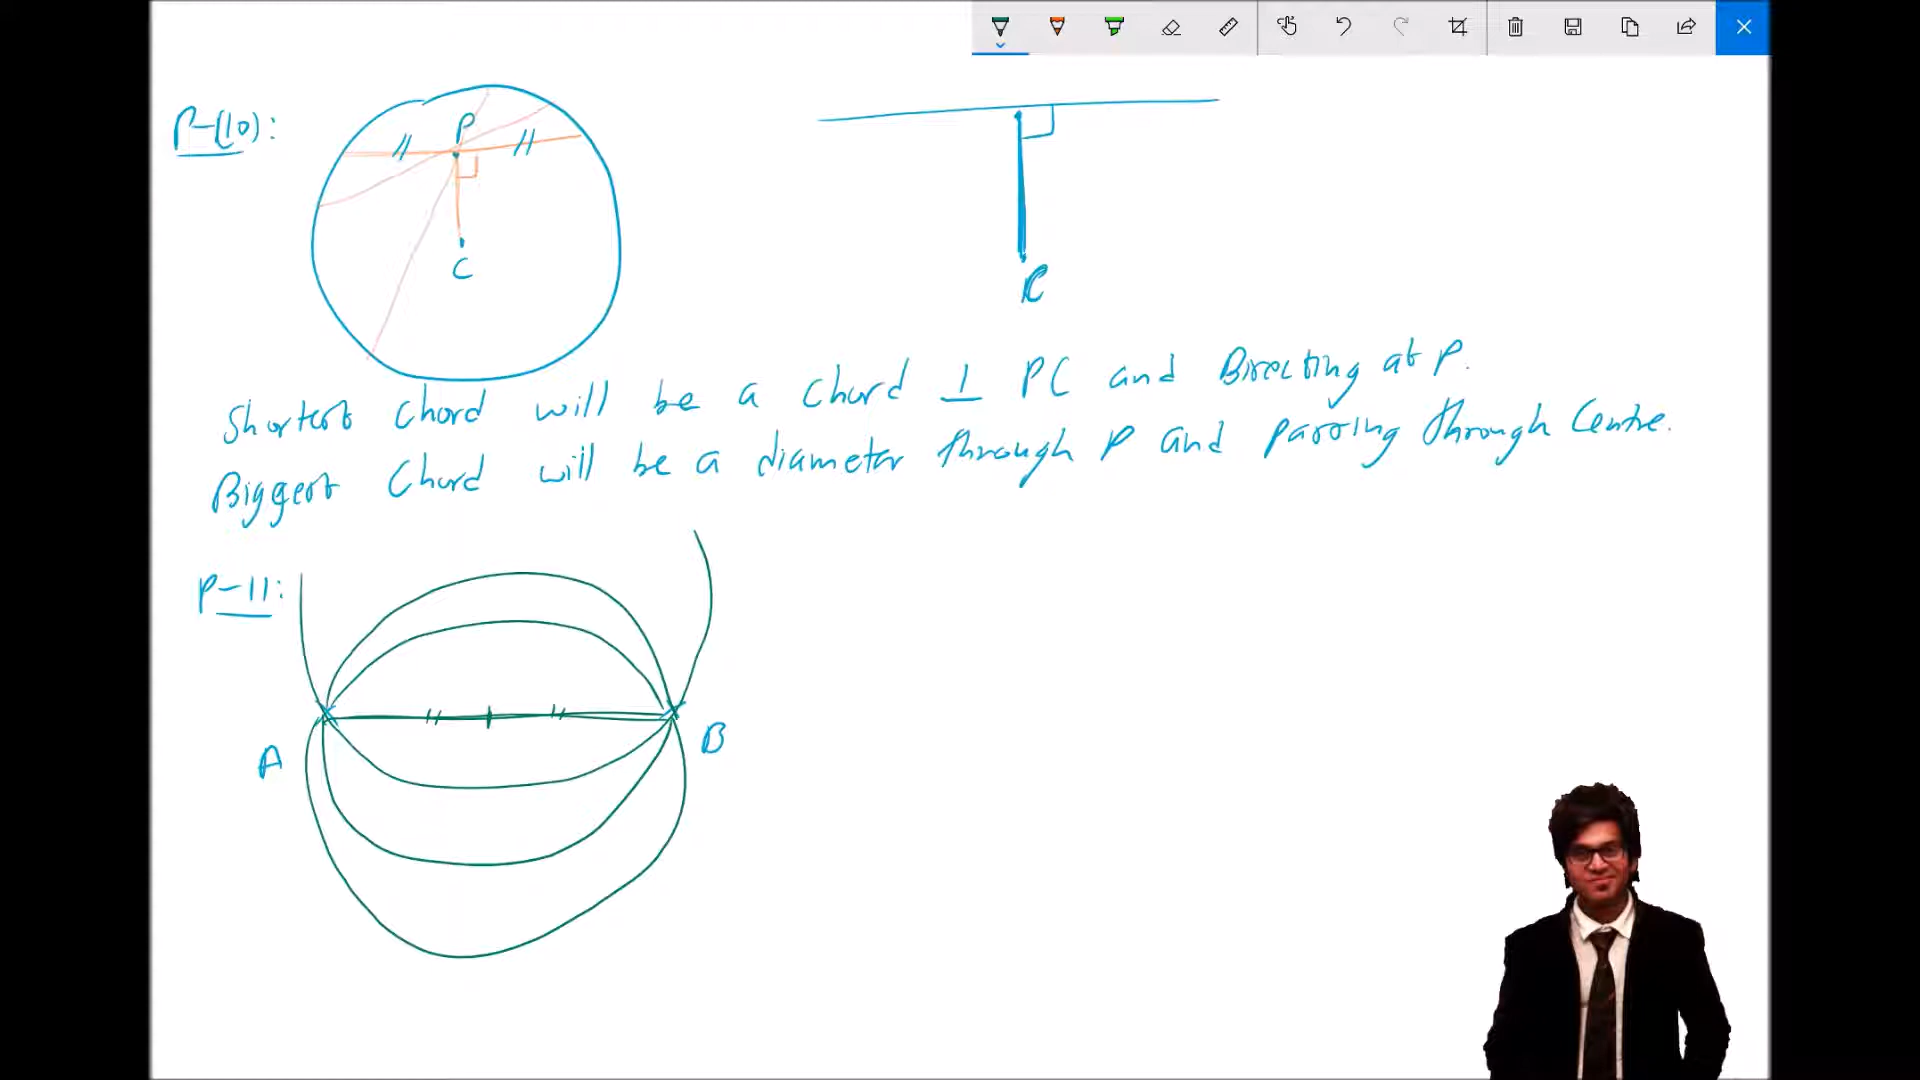 P-(10):
P
C
C
Shortest Chord will be a Chord ⊥ PC and Bisecting at P.
Biggest Chord will be a diameter through P and passing through Centre.
P-11:
A
B